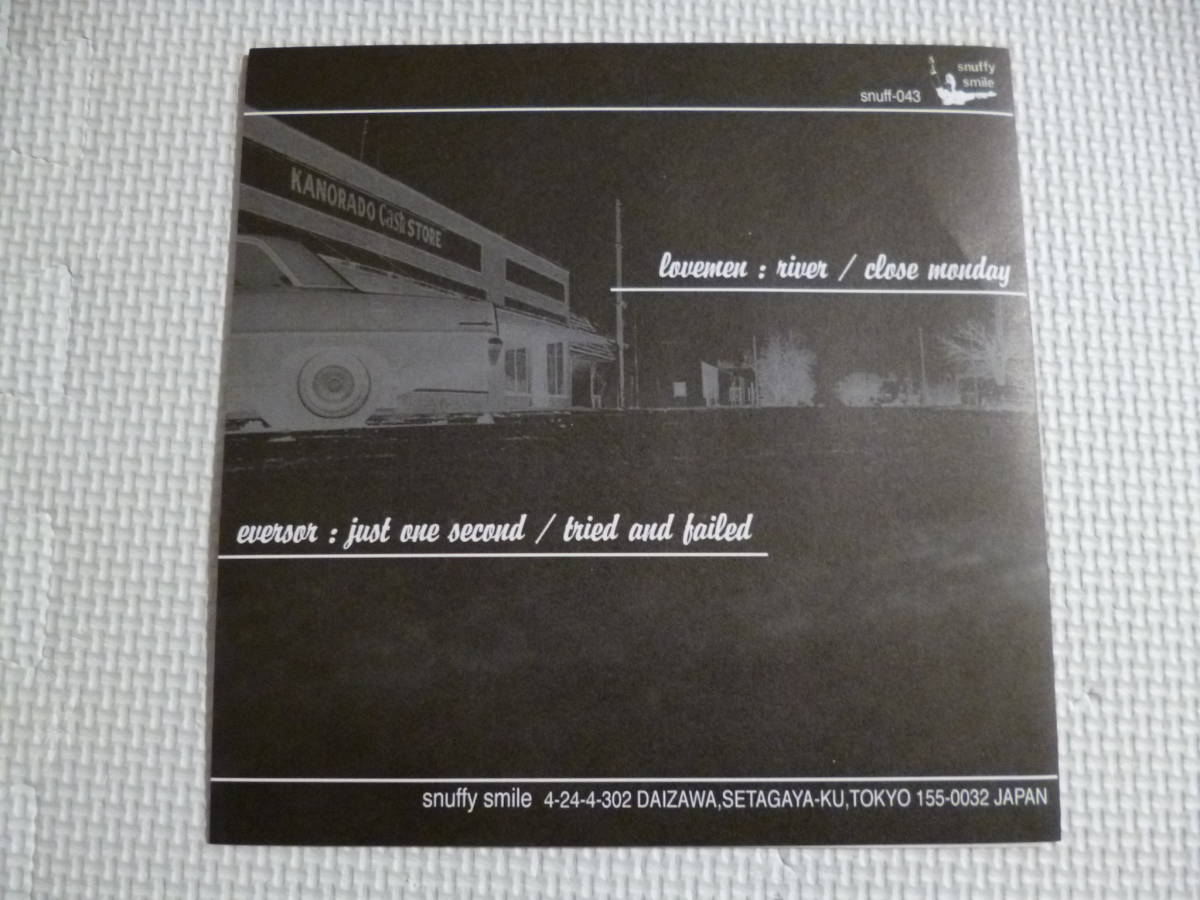 snuffy
smile
snuff-043
KANORADO Cash STORE
lovemen : river / close monday
eversor : just one second / tried and failed
snuffy smile 4-24-4-302 DAIZAWA,SETAGAYA-KU,TOKYO 155-0032 JAPAN